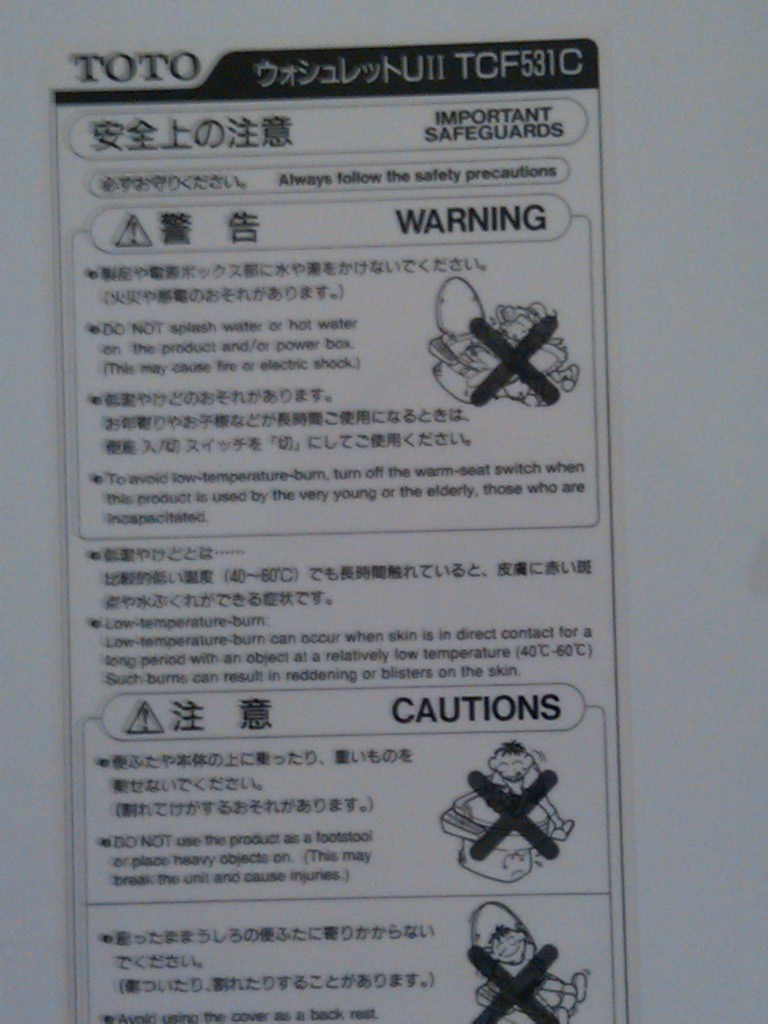 TOTO ウォシュレットUII TCF531C
安全上の注意 IMPORTANT SAFEGUARDS
必ずお守りください。 Always follow the safety precautions
警 告 WARNING
●製品や電源ボックス部に水や湯をかけないでください。
(火災や感電のおそれがあります。)
●DO NOT splash water or hot water
on the product and/or power box.
(This may cause fire or electric shock.)
●低温やけどのおそれがあります。
お年寄りやお子様などが長時間ご使用になるときは、
便座 入/切 スイッチを「切」にしてご使用ください。
●To avoid low-temperature-burn, turn off the warm-seat switch when
this product is used by the very young or the elderly, those who are
incapacitated.
●低温やけどとは……
比較的低い温度(40~60℃)でも長時間触れていると、皮膚に赤い斑
点や水ぶくれができる症状です。
●Low-temperature-burn:
Low-temperature-burn can occur when skin is in direct contact for a
long period with an object at a relatively low temperature (40℃-60℃)
Such burns can result in reddening or blisters on the skin.
注 意 CAUTIONS
●便ふたや本体の上に乗ったり、重いものを
載せないでください。
(割れてけがするおそれがあります。)
●DO NOT use the product as a footstool
or place heavy objects on. (This may
break the unit and cause injuries.)
●座ったままうしろの便ふたに寄りかからない
でください。
(傷ついたり、割れたりすることがあります。)
●Avoid using the cover as a back rest.